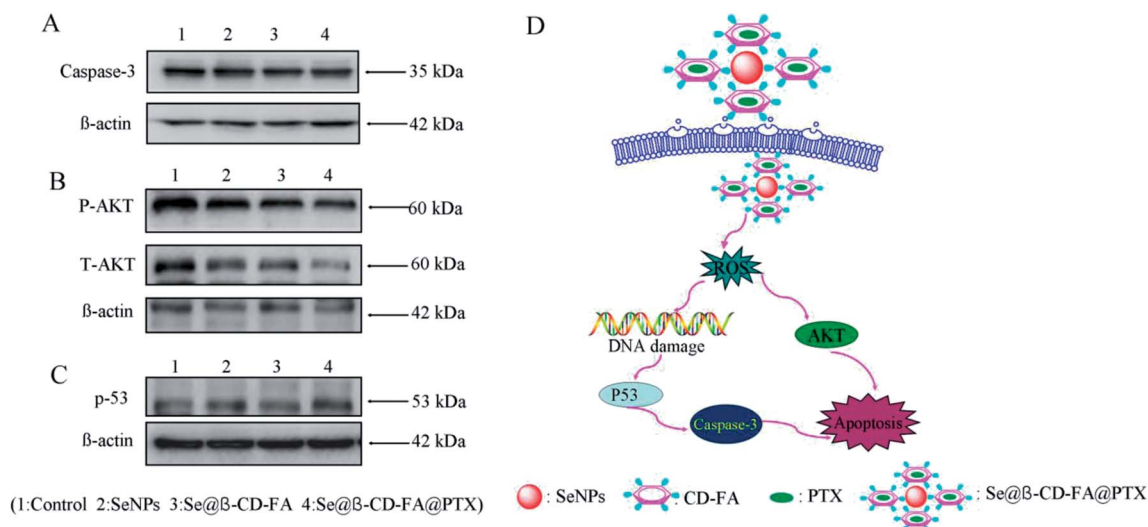 A
1 2 3 4
Caspase-3
35 kDa
ß-actin
42 kDa
B
1 2 3 4
P-AKT
60 kDa
T-AKT
60 kDa
ß-actin
42 kDa
C
1 2 3 4
p-53
53 kDa
ß-actin
42 kDa
(1:Control 2:SeNPs 3:Se@ß-CD-FA 4:Se@ß-CD-FA@PTX)
D
ROS
DNA damage
AKT
P53
Caspase-3
Apoptosis
: SeNPs : CD-FA : PTX : Se@ß-CD-FA@PTX